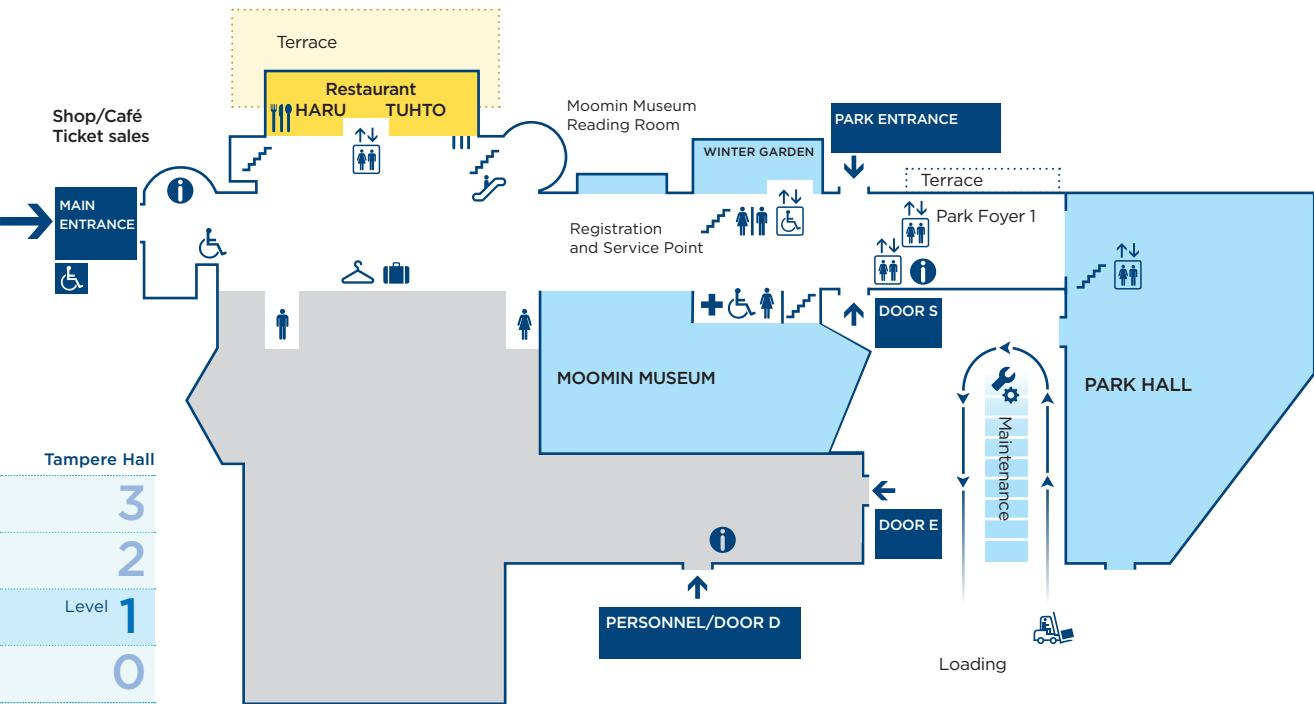 Terrace
Restaurant
HARU TUHTO
Shop/Café
Ticket sales
Moomin Museum
Reading Room
PARK ENTRANCE
WINTER GARDEN
Terrace
MAIN
ENTRANCE
Park Foyer 1
Registration
and Service Point
DOOR S
MOOMIN MUSEUM
PARK HALL
Maintenance
Tampere Hall
3
2
Level 1
0
DOOR E
PERSONNEL/DOOR D
Loading